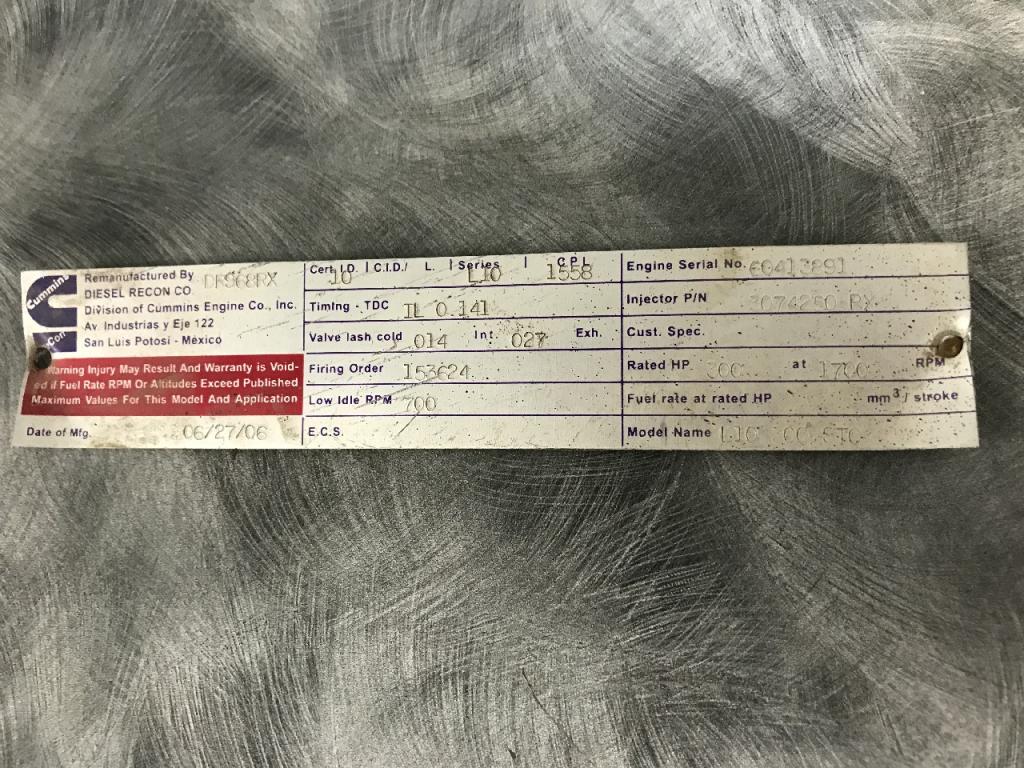 Cummins
Remanufactured By
DIESEL RECON CO
Division of Cummins Engine Co., Inc.
Av. Industrias y Eje 122
San Luis Potosi - Mexico
Warning Injury May Result And Warranty is Void-
ed if Fuel Rate RPM Or Altitudes Exceed Published
Maximum Values For This Model And Application
Date of Mfg. 06/27/06
Cert I.D. | C.I.D./ L. | Series | CPL
10 L10 1558
Timing - TDC IL 0.141
Valve lash cold .014 Int. .027 Exh.
Firing Order 153624
Low Idle RPM 700
E.C.S.
Engine Serial No.
Injector P/N
Cust. Spec.
Rated HP at 1700 RPM
Fuel rate at rated HP mm3/ stroke
Model Name L10